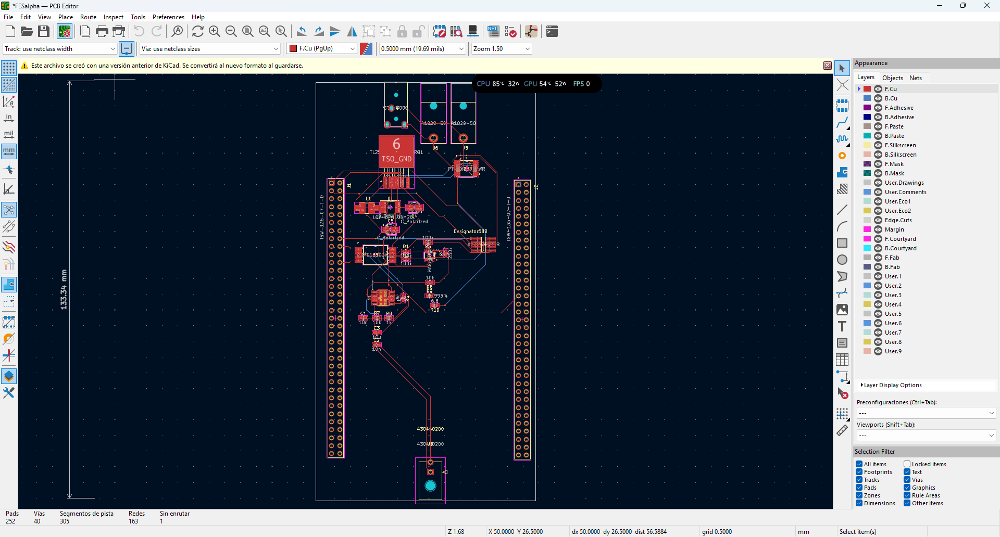 *FESalpha — PCB Editor
File Edit View Place Route Inspect Tools Preferences Help
Track: use netclass width
Via: use netclass sizes
F.Cu (PgUp)
0.5000 mm (19.69 mils)
Zoom 1.50
Este archivo se creó con una versión anterior de KiCad. Se convertirá al nuevo formato al guardarse.
CPU 85°C 32W GPU 54°C 52W FPS 0
in
mil
mm
133.34 mm
41829-50
41829-50
J6
J5
6
ISO_GND
J1
J2
TSW-135-07-T-D
TSW-135-07-T-D
L1
D1
1
2
D1
C_Polarized
C5
C_Polarized
100k
R1
100k
R4
250k
10k
R6
R9
993.4
6.6
R10
C1
R7
R8
10n
10k
1k
C3
10u
10n
430460200
Appearance
Layers Objects Nets
F.Cu
B.Cu
F.Adhesive
B.Adhesive
F.Paste
B.Paste
F.Silkscreen
B.Silkscreen
F.Mask
B.Mask
User.Drawings
User.Comments
User.Eco1
User.Eco2
Edge.Cuts
Margin
F.Courtyard
B.Courtyard
F.Fab
B.Fab
User.1
User.2
User.3
User.4
User.5
User.6
User.7
User.8
User.9
Layer Display Options
Preconfiguraciones (Ctrl+Tab):
---
Viewports (Shift+Tab):
---
Selection Filter
All items Locked items
Footprints Text
Tracks Vias
Pads Graphics
Zones Rule Areas
Dimensions Other items
Pads Vías Segmentos de pista Redes Sin enrutar
252 40 305 163 1
Z 1.68 X 50.0000 Y 26.5000 dx 50.0000 dy 26.5000 dist 56.5884 grid 0.5000 mm Select item(s)